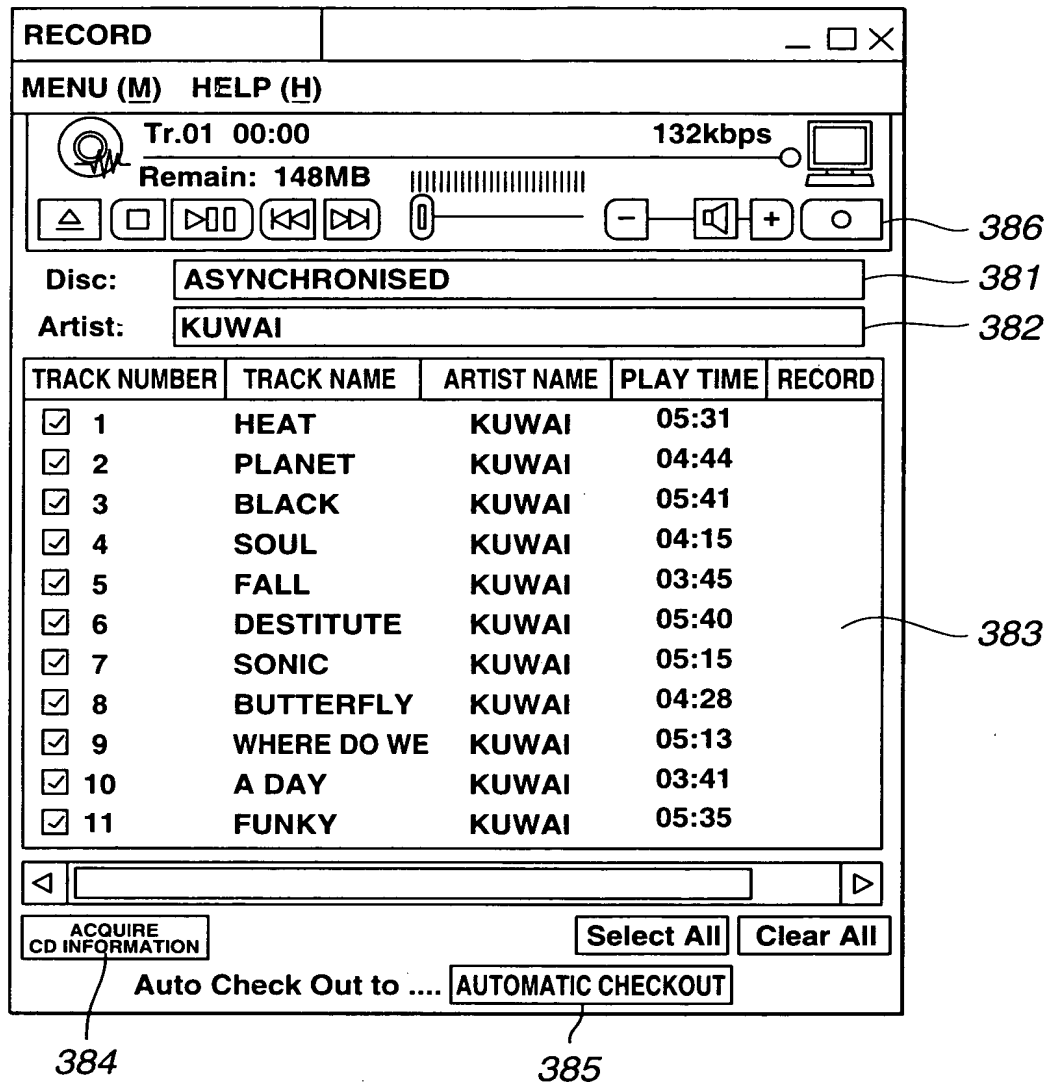 RECORD
MENU (M) HELP (H)
Tr.01 00:00 132kbps
Remain: 148MB
386
Disc: ASYNCHRONISED 381
Artist: KUWAI 382
TRACK NUMBER TRACK NAME ARTIST NAME PLAY TIME RECORD
1 HEAT KUWAI 05:31
2 PLANET KUWAI 04:44
3 BLACK KUWAI 05:41
4 SOUL KUWAI 04:15
5 FALL KUWAI 03:45
6 DESTITUTE KUWAI 05:40
383
7 SONIC KUWAI 05:15
8 BUTTERFLY KUWAI 04:28
9 WHERE DO WE KUWAI 05:13
10 A DAY KUWAI 03:41
11 FUNKY KUWAI 05:35
ACQUIRE
CD INFORMATION
Select All Clear All
Auto Check Out to .... AUTOMATIC CHECKOUT
384 385